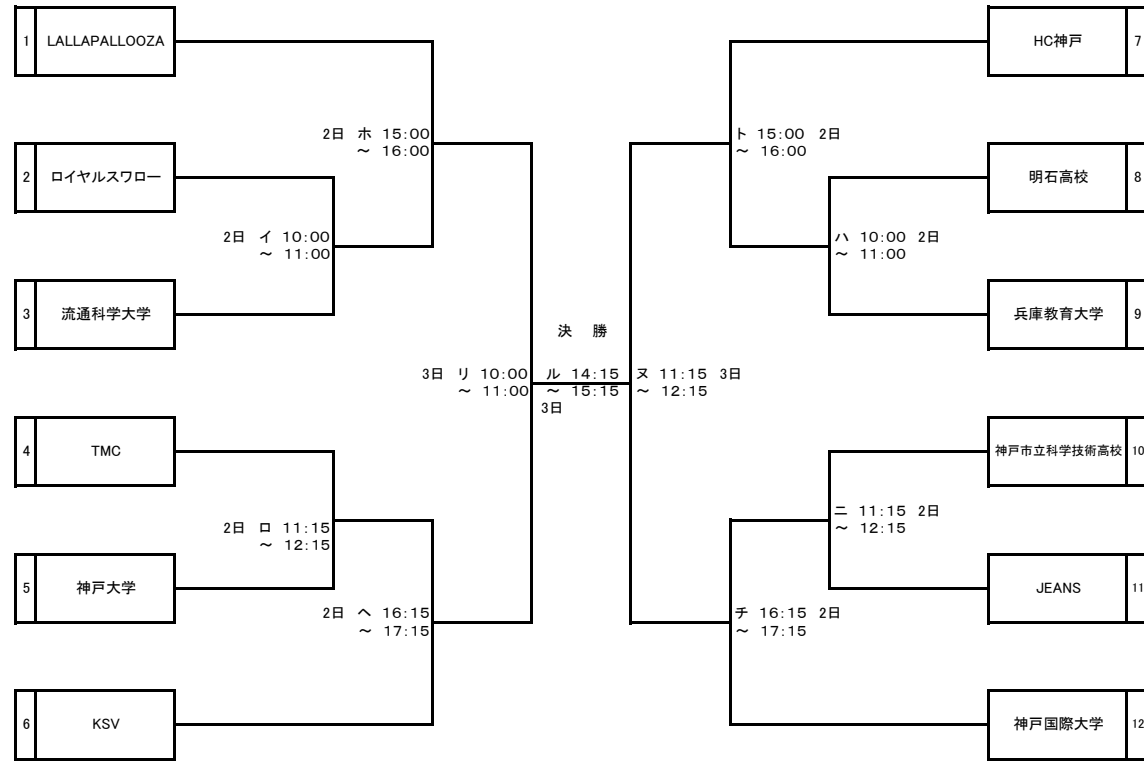 1 LALLAPALLOOZA
HC神戸 7
2日 ホ 15:00
～ 16:00
ト 15:00 2日
～ 16:00
2 ロイヤルスワロー
明石高校 8
2日 イ 10:00
～ 11:00
ハ 10:00 2日
～ 11:00
3 流通科学大学
兵庫教育大学 9
決 勝
3日 リ 10:00
～ 11:00
ル 14:15
～ 15:15
3日
ヌ 11:15 3日
～ 12:15
4 TMC
神戸市立科学技術高校 10
2日 ロ 11:15
～ 12:15
ニ 11:15 2日
～ 12:15
5 神戸大学
JEANS 11
2日 ヘ 16:15
～ 17:15
チ 16:15 2日
～ 17:15
6 KSV
神戸国際大学 12